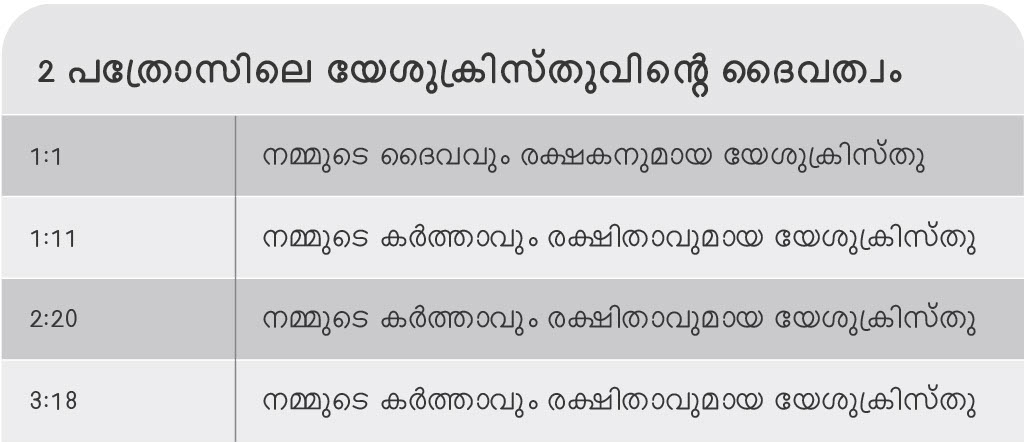 2 പത്രോസിലെ യേശുക്രിസ്തുവിന്റെ ദൈവത്വം
1:1 നമ്മുടെ ദൈവവും രക്ഷകനുമായ യേശുക്രിസ്തു
1:11 നമ്മുടെ കർത്താവും രക്ഷിതാവുമായ യേശുക്രിസ്തു
2:20 നമ്മുടെ കർത്താവും രക്ഷിതാവുമായ യേശുക്രിസ്തു
3:18 നമ്മുടെ കർത്താവും രക്ഷിതാവുമായ യേശുക്രിസ്തു